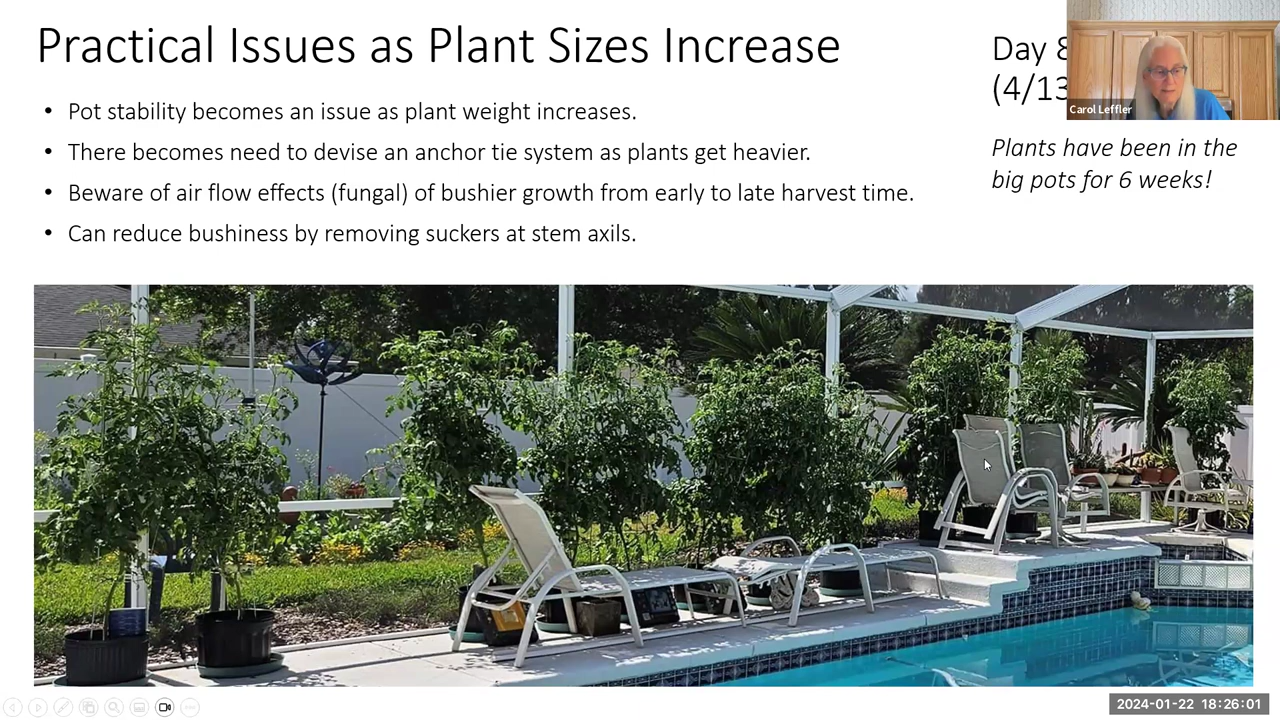 Practical Issues as Plant Sizes Increase
• Pot stability becomes an issue as plant weight increases.
• There becomes need to devise an anchor tie system as plants get heavier.
• Beware of air flow effects (fungal) of bushier growth from early to late harvest time.
• Can reduce bushiness by removing suckers at stem axils.
Day
(4/13
Carol Leffler
Plants have been in the
big pots for 6 weeks!
2024-01-22 18:26:01